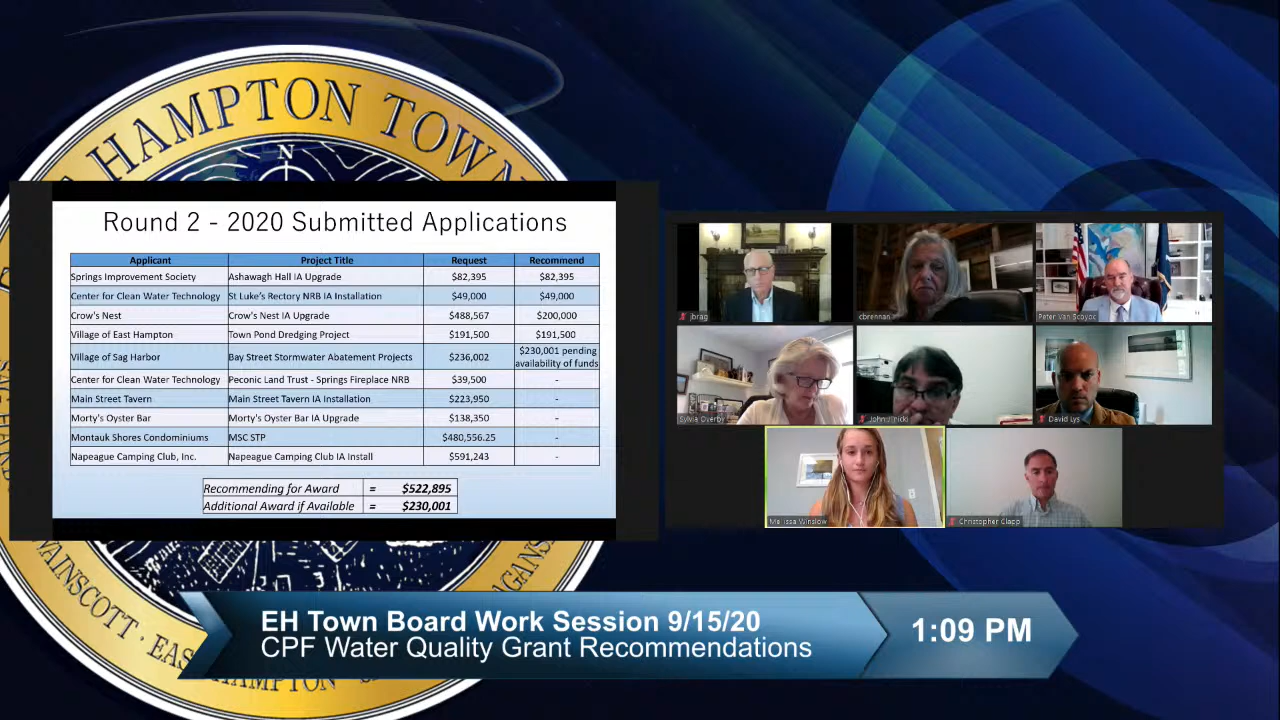 HAMPTON TOWN
N
Round 2 - 2020 Submitted Applications
Applicant Project Title Request Recommend
Springs Improvement Society Ashawagh Hall IA Upgrade $82,395 $82,395
Center for Clean Water Technology St Luke's Rectory NRB IA Installation $49,000 $49,000
Crow's Nest Crow's Nest IA Upgrade $488,567 $200,000
Village of East Hampton Town Pond Dredging Project $191,500 $191,500
Village of Sag Harbor Bay Street Stormwater Abatement Projects $236,002 $230,001 pending
availability of funds
Center for Clean Water Technology Peconic Land Trust - Springs Fireplace NRB $39,500 -
Main Street Tavern Main Street Tavern IA Installation $223,950 -
Morty's Oyster Bar Morty's Oyster Bar IA Upgrade $138,350 -
Montauk Shores Condominiums MSC STP $480,556.25 -
Napeague Camping Club, Inc. Napeague Camping Club IA Install $591,243 -
Recommending for Award = $522,895
Additional Award if Available = $230,001
jbrag
cbrennan
Peter Van Scoyoc
Sylvia Overby
David Lys
Melissa Winslow
Christopher Clapp
WAINSCOTT · EAS
HAMPTON
EH Town Board Work Session 9/15/20
CPF Water Quality Grant Recommendations
1:09 PM